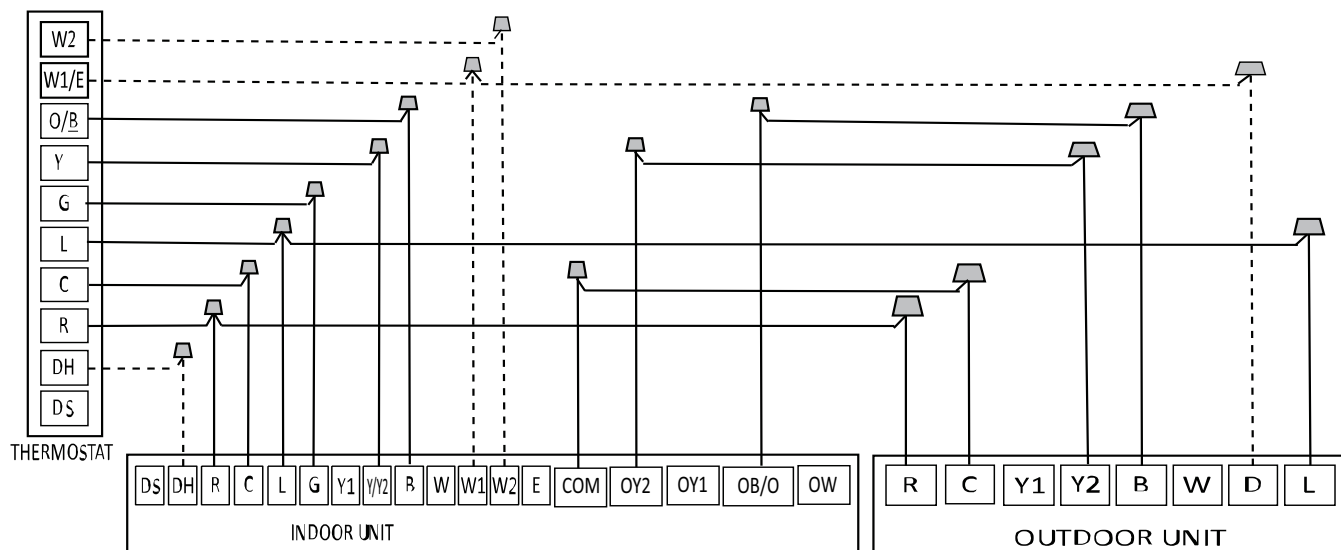 W2
W1/E
O/B
Y
G
L
C
R
DH
DS
THERMOSTAT
DS DH R C L G Y1 Y/Y2 B W W1 W2 E COM OY2 OY1 OB/O OW
INDOOR UNIT
R C Y1 Y2 B W D L
OUTDOOR UNIT